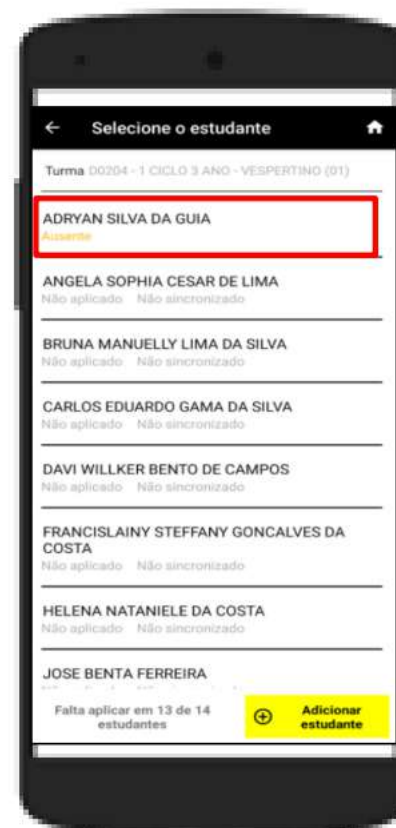 Selecione o estudante
Turma D0204 - 1 CICLO 3 ANO - VESPERTINO (01)
ADRYAN SILVA DA GUIA
Ausente
ANGELA SOPHIA CESAR DE LIMA
Não aplicado Não sincronizado
BRUNA MANUELLY LIMA DA SILVA
Não aplicado Não sincronizado
CARLOS EDUARDO GAMA DA SILVA
Não aplicado Não sincronizado
DAVI WILLKER BENTO DE CAMPOS
Não aplicado Não sincronizado
FRANCISLAINY STEFFANY GONCALVES DA
COSTA
Não aplicado Não sincronizado
HELENA NATANIELE DA COSTA
Não aplicado Não sincronizado
JOSE BENTA FERREIRA
Falta aplicar em 13 de 14
estudantes
Adicionar
estudante